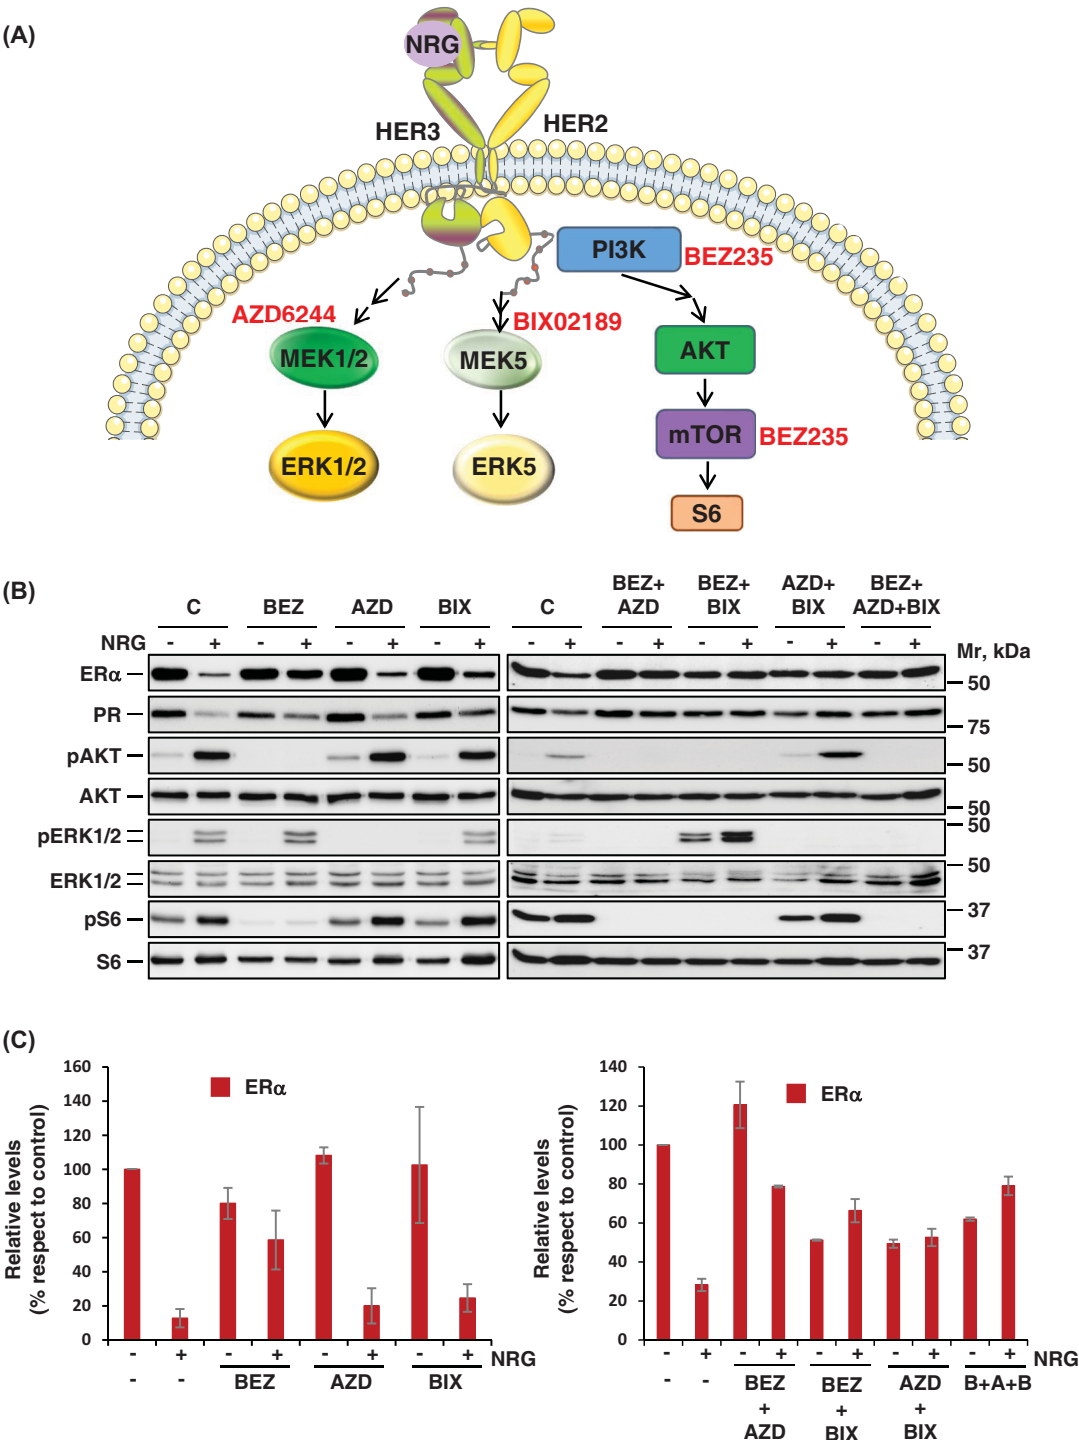 (A)
NRG
HER3
HER2
PI3K
BEZ235
AZD6244
BIX02189
MEK1/2
MEK5
AKT
ERK1/2
ERK5
mTOR
BEZ235
S6
(B)
C BEZ AZD BIX
C BEZ+ AZD BEZ+ BIX AZD+ BIX BEZ+ AZD+BIX
NRG - + - + - + - + - + - + - + - + - +
Mr, kDa
ERα
50
PR
75
pAKT
50
AKT
50
pERK1/2
50
ERK1/2
50
pS6
37
S6
37
(C)
Relative levels
(% respect to control)
160
140
120
100
80
60
40
20
0
ERα
- + - + - + - + NRG
- - BEZ AZD BIX
Relative levels
(% respect to control)
140
120
100
80
60
40
20
0
ERα
- + - + - + - + - + NRG
- - BEZ + AZD BEZ + BIX AZD + BIX B+A+B